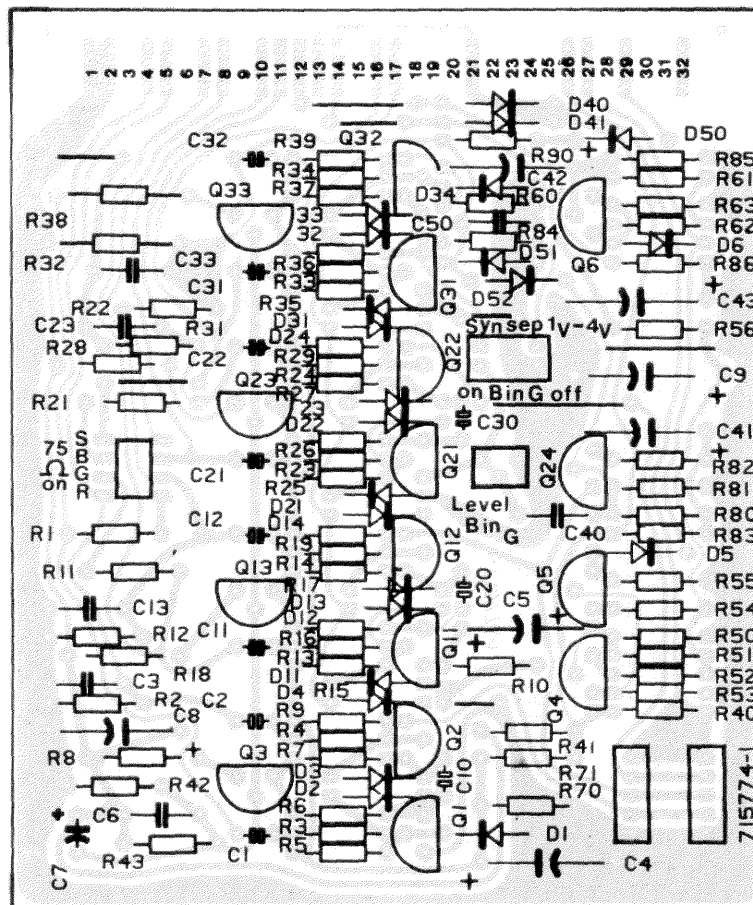 1 2 3 4 5 6 7 8 9 10 11 12 13 14 15 16 17 18 19 20 21 22 23 24 25 26 27 28 29 30 31 32
D40
D41
C32 R39 Q32 D50
R34 R90 R85
R37 C42 R61
Q33 D34 R60
R38 33 C50 R63
32 R84 R62
D51 D6
R32 C33 R36 Q6 R86
R33 Q31
C31 R35 D52 C43
R22 D31
C23 R31 D24 Syn sep 1V-4V R56
R28 C22 R29 Q22
R24
Q23 R27 C9
R21 23 on Bin G off
D22 C30
C41
75Ω on SBGR R26 Q21 Q24 R82
C21 R23
R25 R81
D21 Level Bin G
C12 D14 R80
R1 R19 Q12 C40 R83
R14 D5
R11 Q13 R17 Q5 R55
D13 C20
C13 D12 C5 R54
R12 C11 R16 Q11 R50
R13 R51
R18 D11 R10 R52
C3 D4 R15 R53
R2 C2 R9 Q4 R40
C8 R4 Q2
R8 Q3 R7 R41
D3 C10 R71
R42 D2 R70
C6 R6 Q1 715774-1
R3 D1
R43 C1 R5 C4
C7